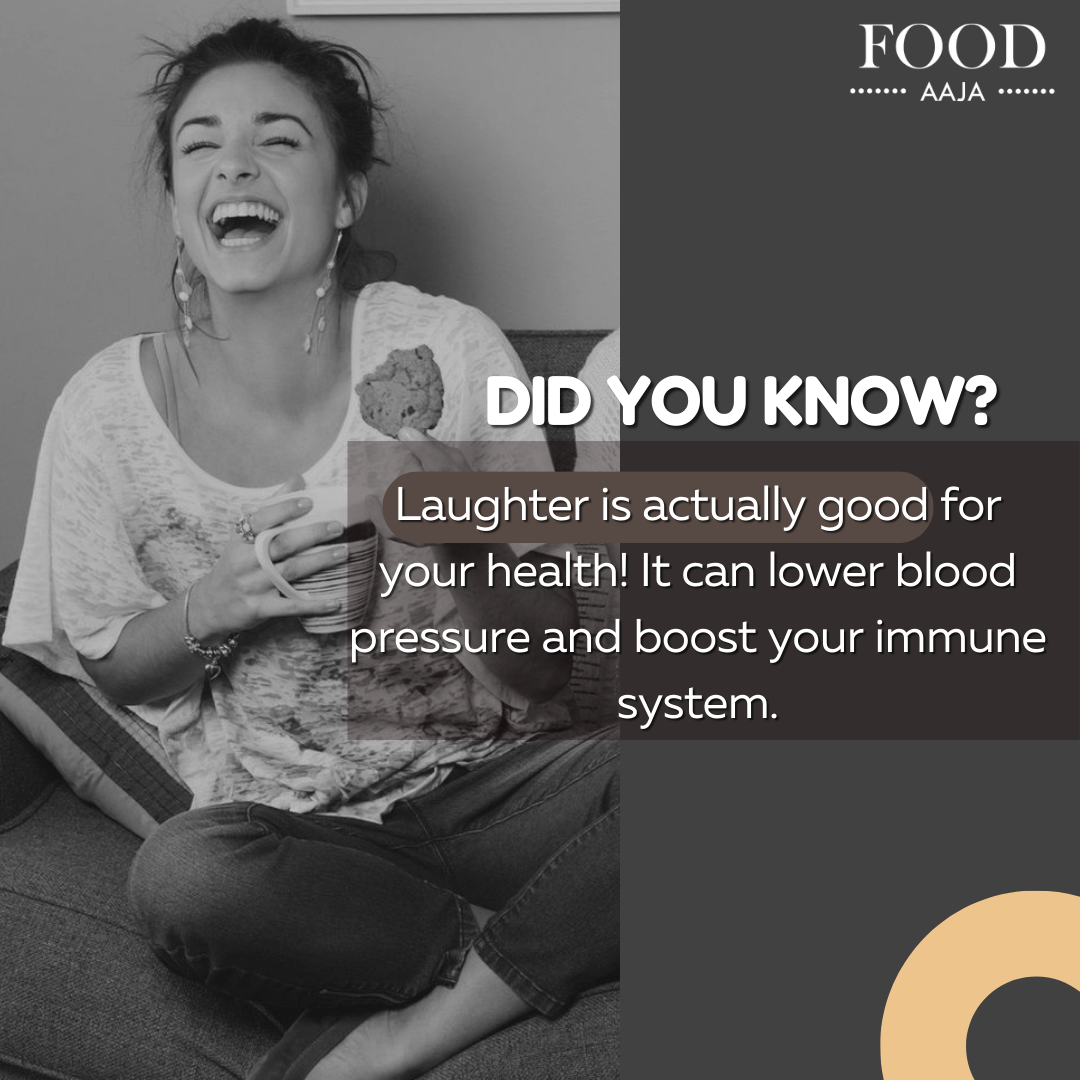 FOOD
AAJA
DID YOU KNOW?
Laughter is actually good for
your health! It can lower blood
pressure and boost your immune
system.